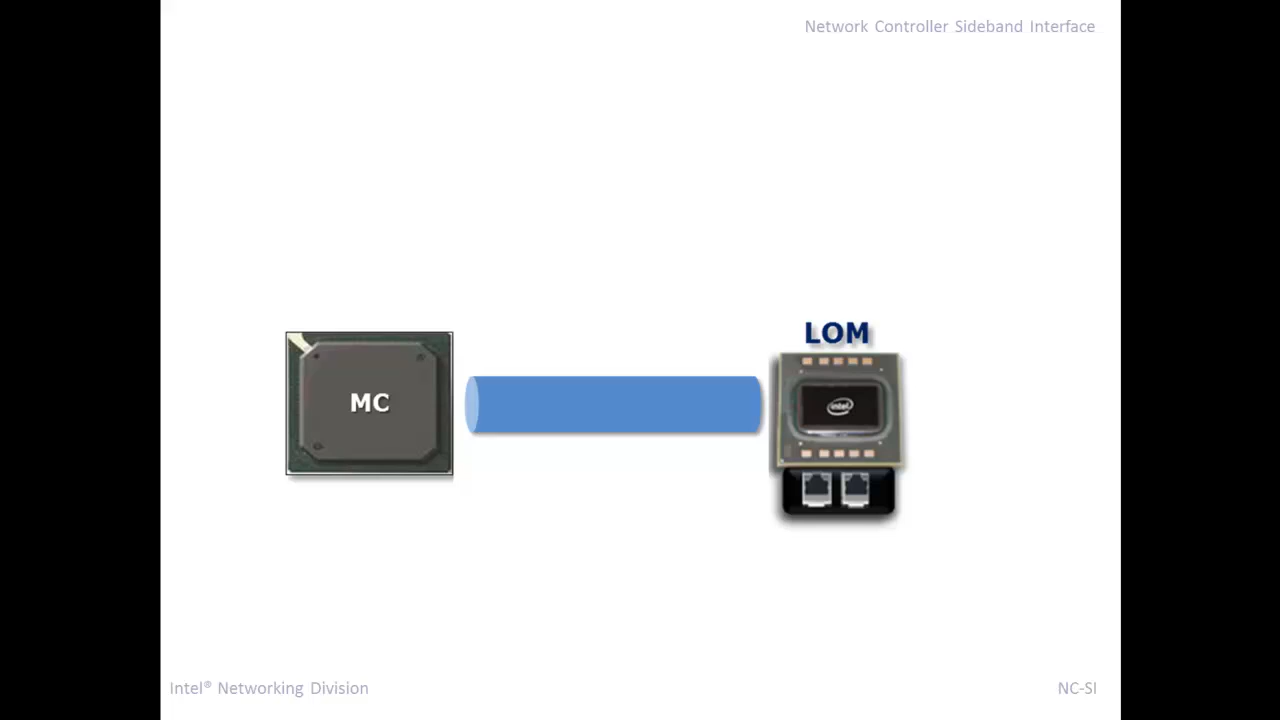 Network Controller Sideband Interface
LOM
MC
intel
Intel® Networking Division
NC-SI